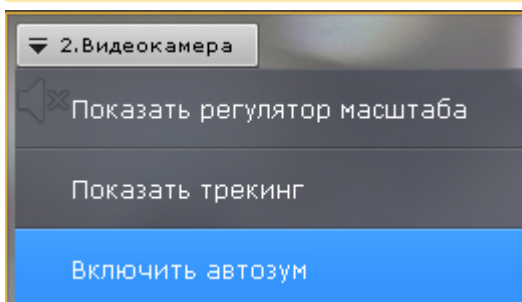 2.Видеокамера
Показать регулятор масштаба
Показать трекинг
Включить автозум